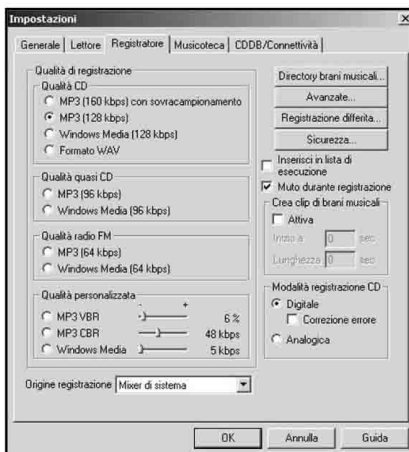 Impostazioni
Generale Lettore Registratore Musicoteca CDDB/Connettività
Qualità di registrazione
Qualità CD
MP3 (160 kbps) con sovracampionamento
MP3 (128 kbps)
Windows Media (128 kbps)
Formato WAV
Qualità quasi CD
MP3 (96 kbps)
Windows Media (96 kbps)
Qualità radio FM
MP3 (64 kbps)
Windows Media (64 kbps)
Qualità personalizzata
- +
MP3 VBR 6 %
MP3 CBR 48 kbps
Windows Media 5 kbps
Origine registrazione Mixer di sistema
Directory brani musicali...
Avanzate...
Registrazione differita...
Sicurezza...
Inserisci in lista di
esecuzione
Muto durante registrazione
Crea clip di brani musicali
Attiva
Inizio a 0 sec
Lunghezza 0 sec
Modalità registrazione CD
Digitale
Correzione errore
Analogica
OK Annulla Guida